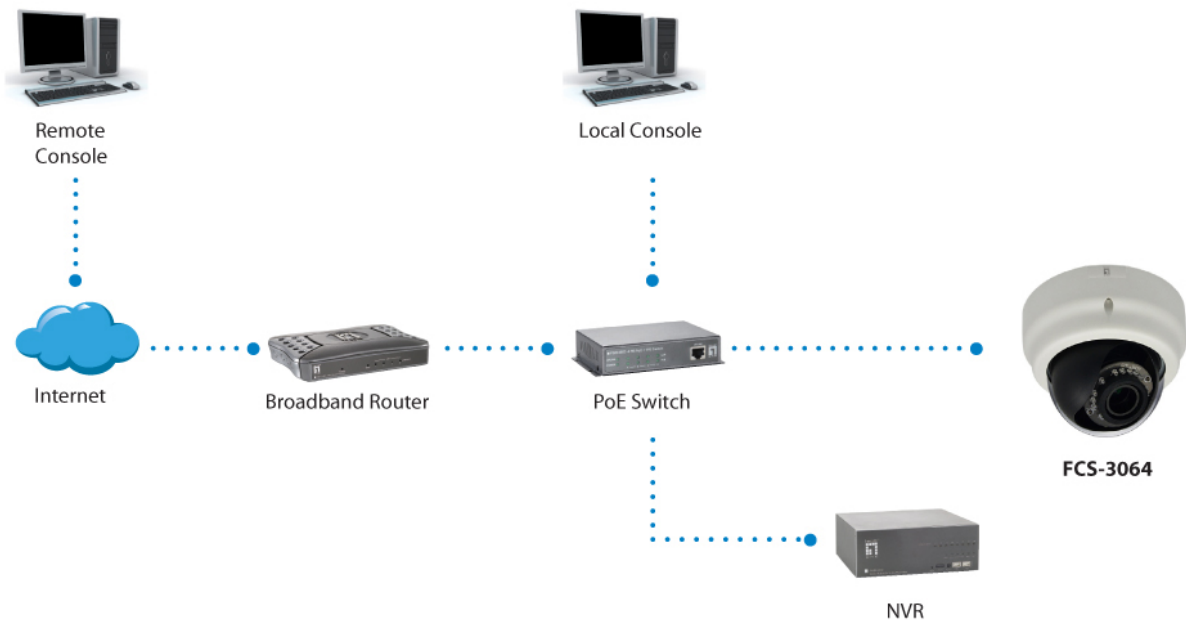 Remote
Console
Local Console
Internet
Broadband Router
PoE Switch
FCS-3064
NVR